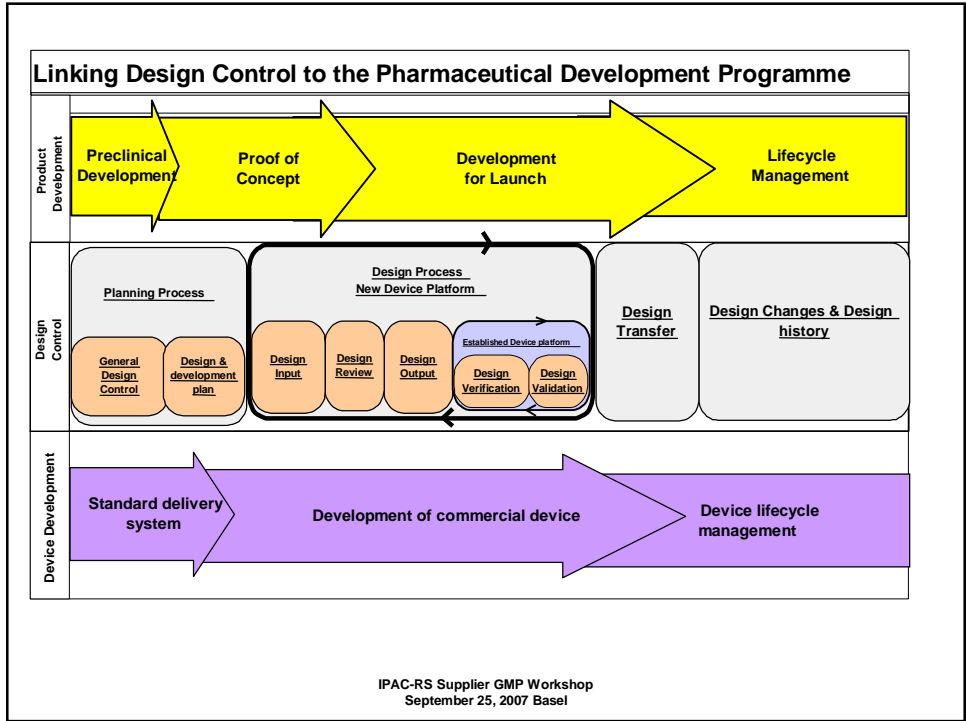 Linking Design Control to the Pharmaceutical Development Programme
Product
Development
Preclinical
Development
Proof of
Concept
Development
for Launch
Lifecycle
Management
Design
Control
Planning Process
General
Design
Control
Design &
development
plan
Design Process
New Device Platform
Design
Input
Design
Review
Design
Output
Established Device platform
Design
Verification
Design
Validation
Design
Transfer
Design Changes & Design
history
Device Development
Standard delivery
system
Development of commercial device
Device lifecycle
management
IPAC-RS Supplier GMP Workshop
September 25, 2007 Basel